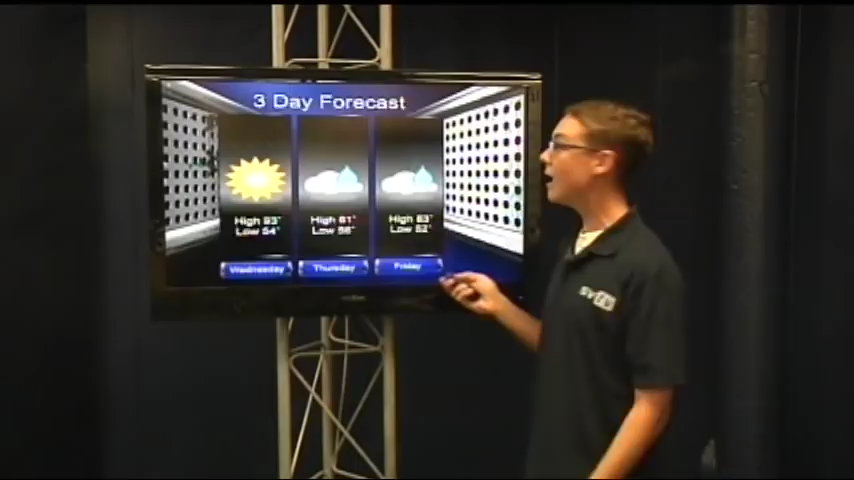 3 Day Forecast
High 93°
Low 54°
High 81°
Low 56°
High 83°
Low 52°
Wednesday
Thursday
Friday